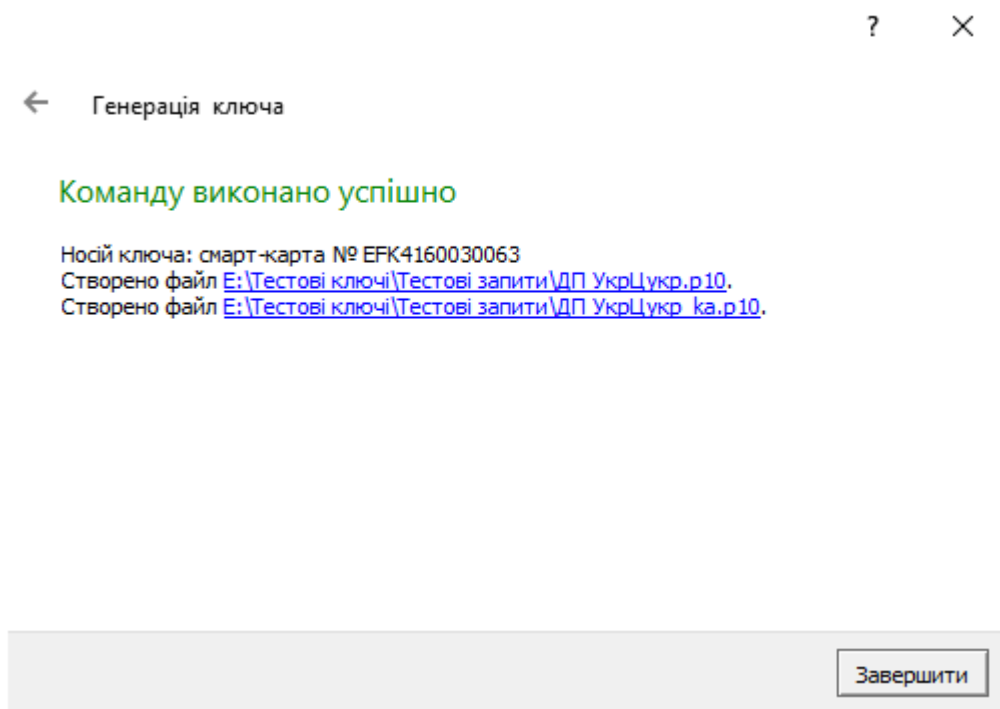 ?
Генерація ключа
Команду виконано успішно
Носій ключа: смарт-карта № EFK4160030063
Створено файл E:\Тестові ключі\Тестові запити\ДП УкрЦукр.p10.
Створено файл E:\Тестові ключі\Тестові запити\ДП УкрЦукр_ka.p10.
Завершити